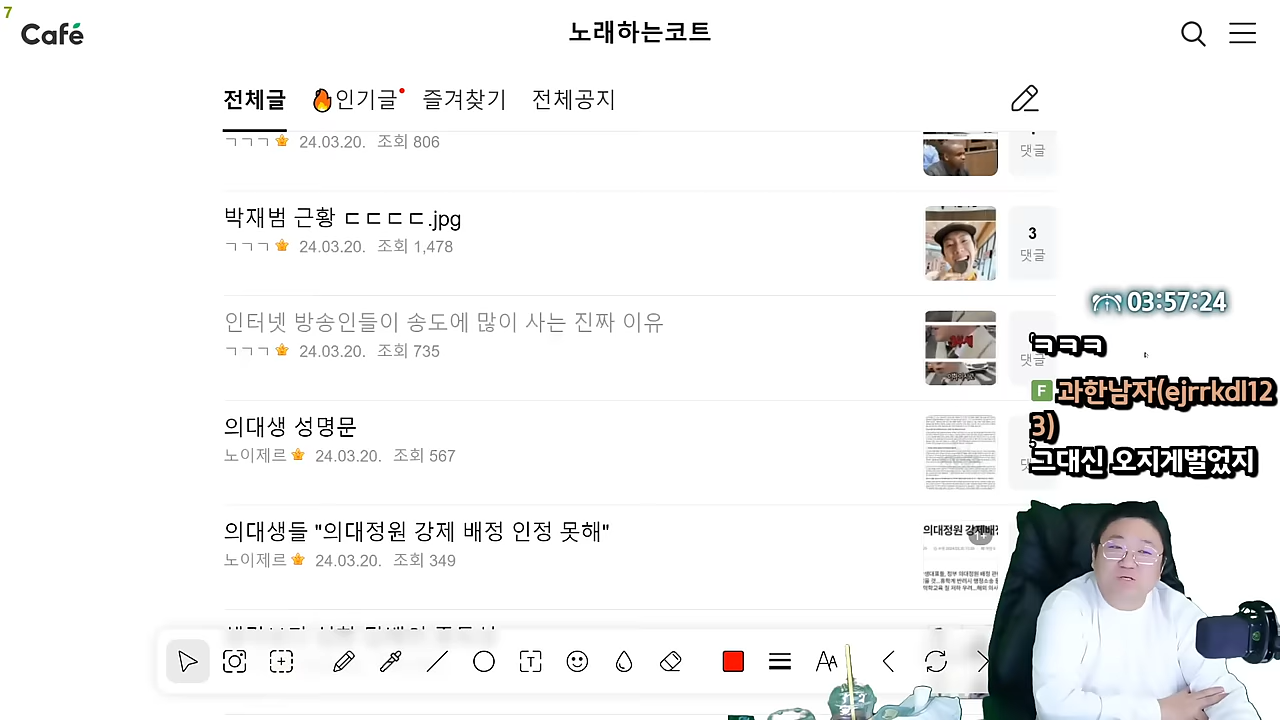 7
Café
노래하는코트
전체글 🔥인기글 즐겨찾기 전체공지
ㄱㄱㄱ 24.03.20. 조회 806
댓글
박재범 근황 ㄷㄷㄷㄷ.jpg
ㄱㄱㄱ 24.03.20. 조회 1,478
3
댓글
인터넷 방송인들이 송도에 많이 사는 진짜 이유
ㄱㄱㄱ 24.03.20. 조회 735
댓글
03:57:24
ㅋㅋㅋ
F 과한남자(ejrrkdl12
3)
그대신 오지게벌었지
의대생 성명문
노이제르 24.03.20. 조회 567
의대생들 "의대정원 강제 배정 인정 못해"
노이제르 24.03.20. 조회 349
의대정원 강제배정
T
AA